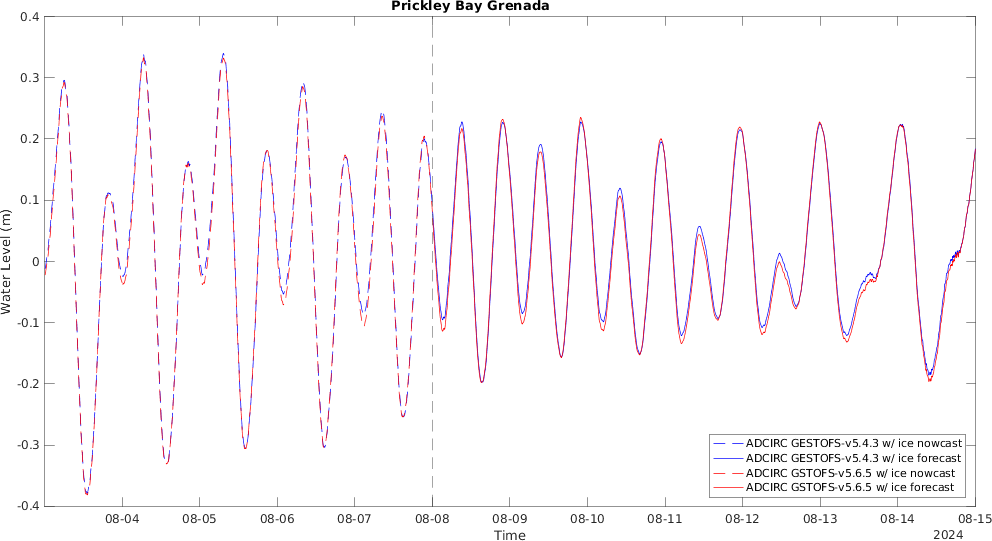 Prickley Bay Grenada
0.4
0.3
0.2
0.1
0
-0.1
-0.2
-0.3
-0.4
Water Level (m)
ADCIRC GESTOFS-v5.4.3 w/ ice nowcast
ADCIRC GESTOFS-v5.4.3 w/ ice forecast
ADCIRC GSTOFS-v5.6.5 w/ ice nowcast
ADCIRC GSTOFS-v5.6.5 w/ ice forecast
08-04 08-05 08-06 08-07 08-08 08-09 08-10 08-11 08-12 08-13 08-14 08-15
Time
2024